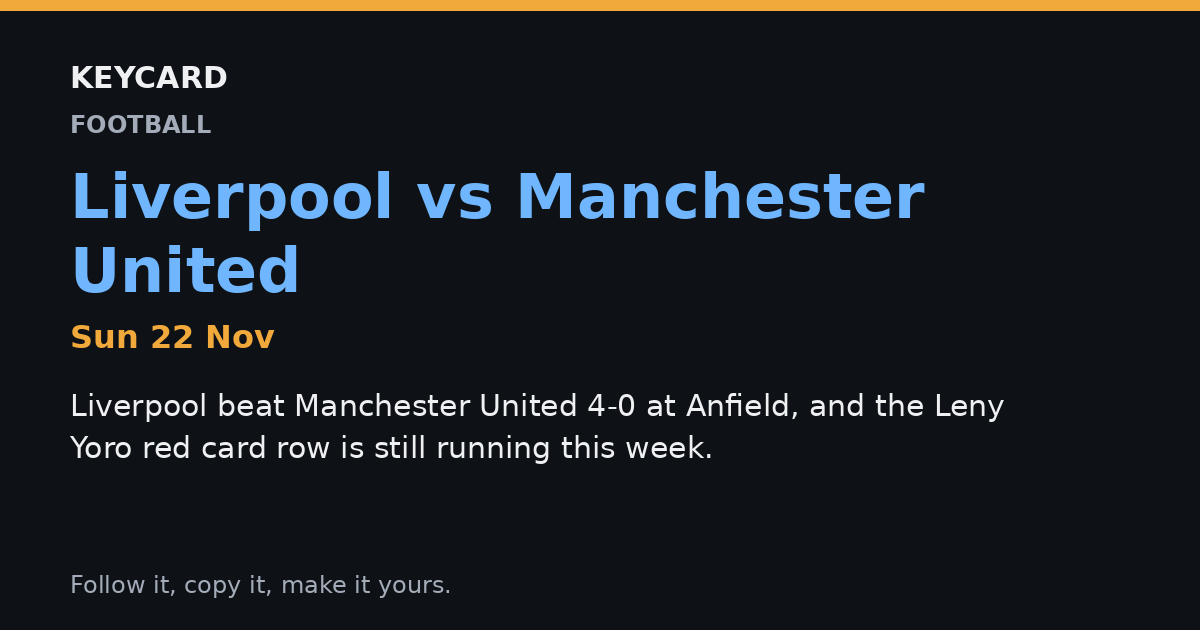 KEYCARD
FOOTBALL
Liverpool vs Manchester
United
Sun 22 Nov
Liverpool beat Manchester United 4-0 at Anfield, and the Leny
Yoro red card row is still running this week.
Follow it, copy it, make it yours.